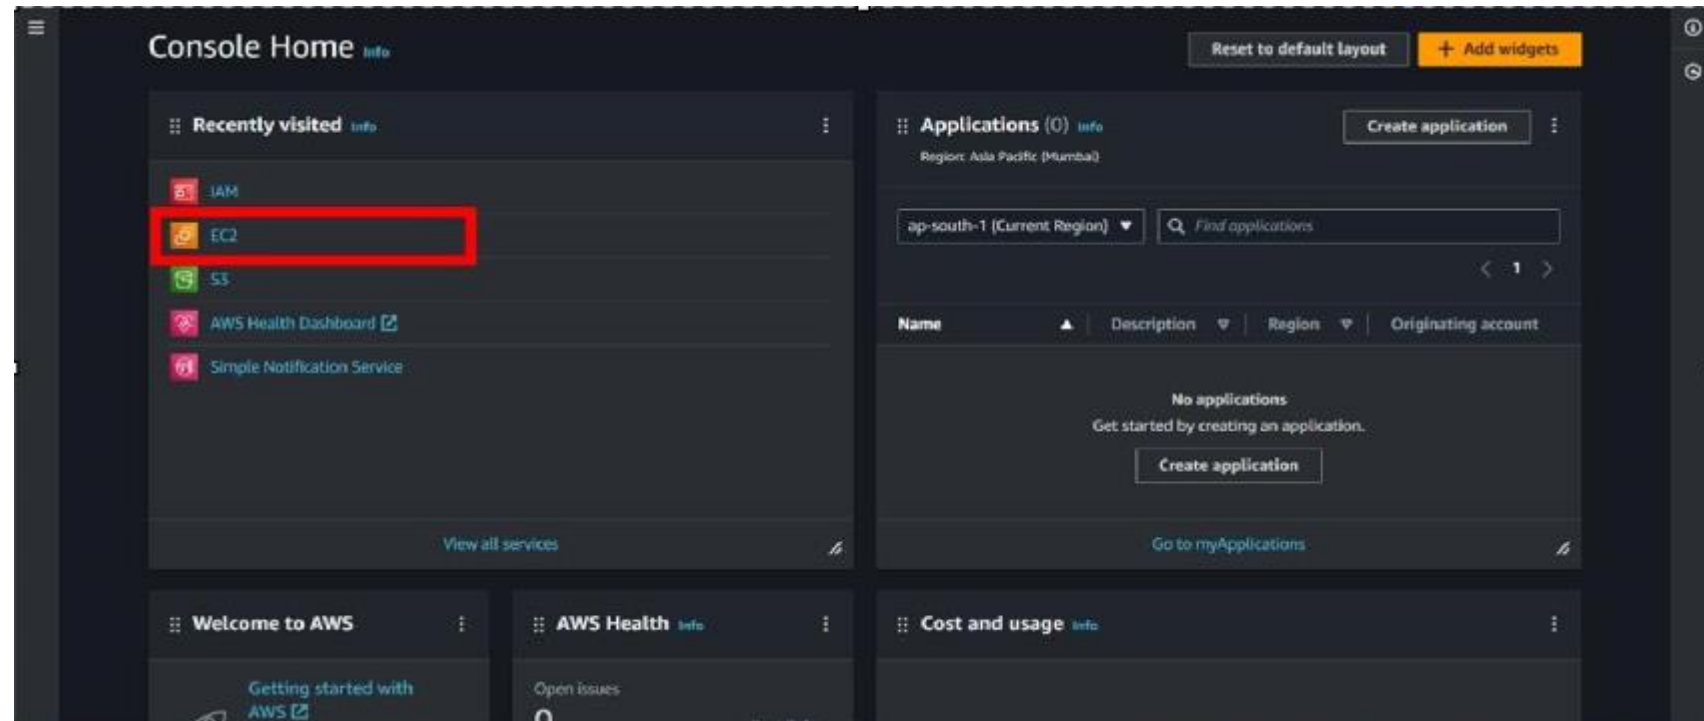 Console Home Info
Reset to default layout
+ Add widgets
Recently visited Info
IAM
EC2
S3
AWS Health Dashboard
Simple Notification Service
View all services
Applications (0) Info
Region: Asia Pacific (Mumbai)
Create application
ap-south-1 (Current Region)
Find applications
1
Name Description Region Originating account
No applications
Get started by creating an application.
Create application
Go to myApplications
Welcome to AWS
Getting started with
AWS
AWS Health Info
Open issues
0
Cost and usage Info